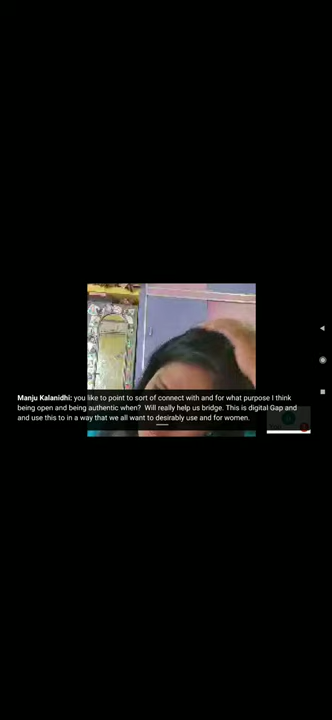 Manju Kalanidhi: you like to point to sort of connect with and for what purpose I think
being open and being authentic when?  Will really help us bridge. This is digital Gap and
and use this to in a way that we all want to desirably use and for women.